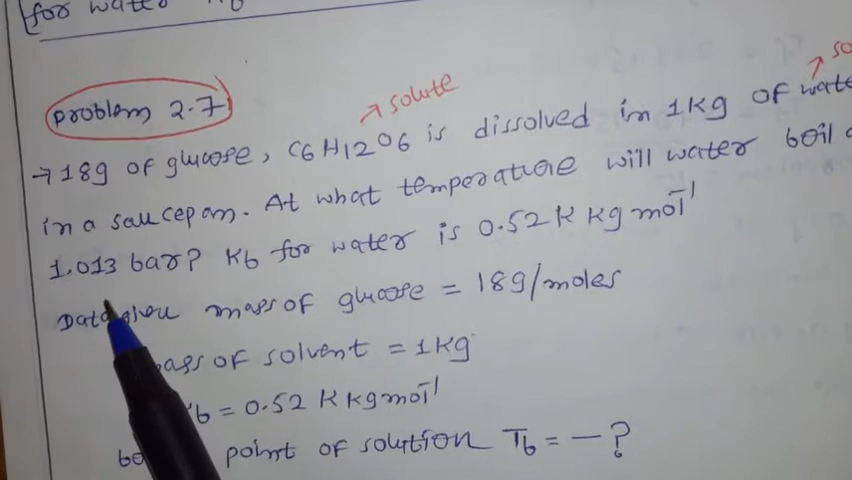 for water
Problem 2.7
→ solute
→ 18g of glucose, C6H12O6 is dissolved in 1Kg of wate
in a saucepan. At what temperature will water boil a
1.013 bar? Kb for water is 0.52 K Kg mol-1
Data given mass of glucose = 18g/moles
mass of solvent = 1Kg
Kb = 0.52 K Kg mol-1
point of solution Tb = — ?